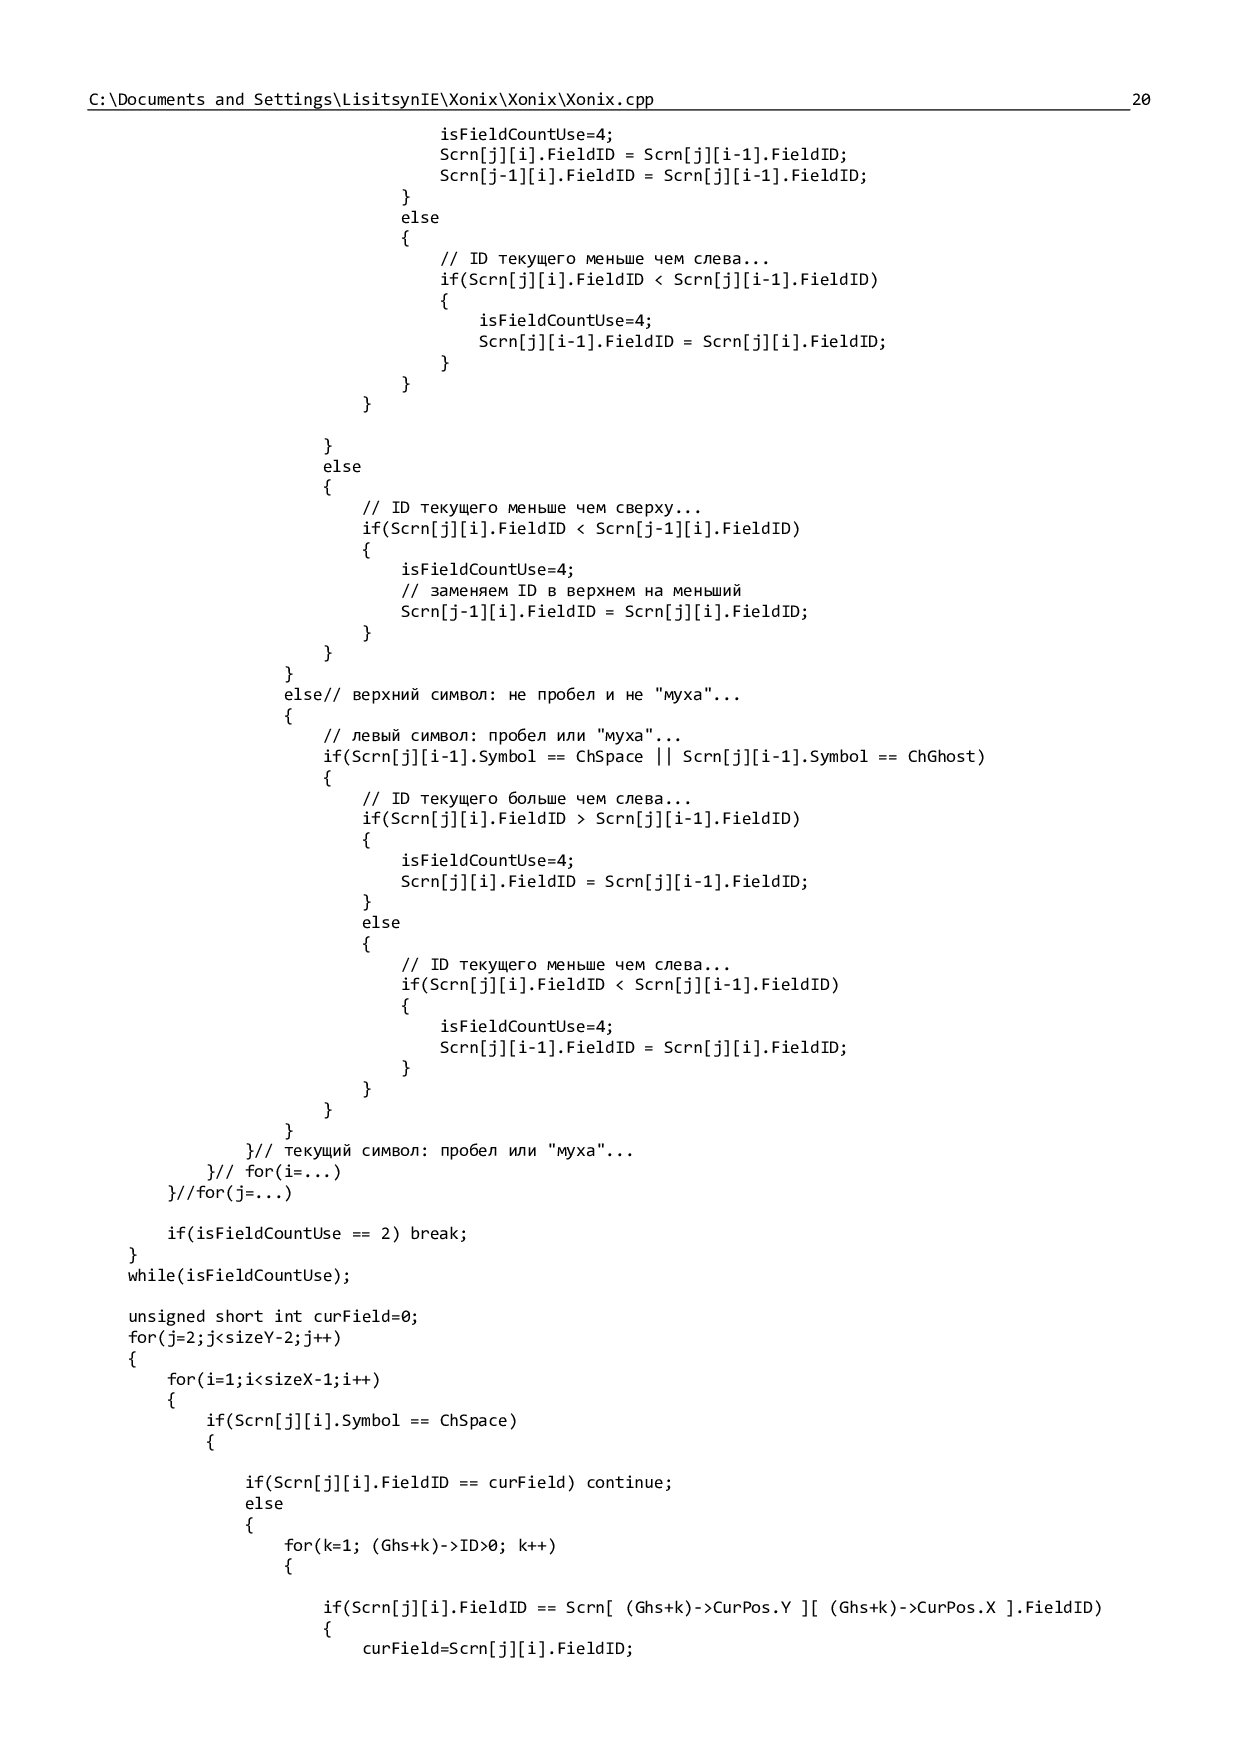 C:\Documents and Settings\LisitsynIE\Xonix\Xonix\Xonix.cpp 20
isFieldCountUse=4;
Scrn[j][i].FieldID = Scrn[j][i-1].FieldID;
Scrn[j-1][i].FieldID = Scrn[j][i-1].FieldID;
}
else
{
// ID текущего меньше чем слева...
if(Scrn[j][i].FieldID < Scrn[j][i-1].FieldID)
{
isFieldCountUse=4;
Scrn[j][i-1].FieldID = Scrn[j][i].FieldID;
}
}
}
}
else
{
// ID текущего меньше чем сверху...
if(Scrn[j][i].FieldID < Scrn[j-1][i].FieldID)
{
isFieldCountUse=4;
// заменяем ID в верхнем на меньший
Scrn[j-1][i].FieldID = Scrn[j][i].FieldID;
}
}
}
else// верхний символ: не пробел и не "муха"...
{
// левый символ: пробел или "муха"...
if(Scrn[j][i-1].Symbol == ChSpace || Scrn[j][i-1].Symbol == ChGhost)
{
// ID текущего больше чем слева...
if(Scrn[j][i].FieldID > Scrn[j][i-1].FieldID)
{
isFieldCountUse=4;
Scrn[j][i].FieldID = Scrn[j][i-1].FieldID;
}
else
{
// ID текущего меньше чем слева...
if(Scrn[j][i].FieldID < Scrn[j][i-1].FieldID)
{
isFieldCountUse=4;
Scrn[j][i-1].FieldID = Scrn[j][i].FieldID;
}
}
}
}
}// текущий символ: пробел или "муха"...
}// for(i=...)
}//for(j=...)
if(isFieldCountUse == 2) break;
}
while(isFieldCountUse);
unsigned short int curField=0;
for(j=2;j<sizeY-2;j++)
{
for(i=1;i<sizeX-1;i++)
{
if(Scrn[j][i].Symbol == ChSpace)
{
if(Scrn[j][i].FieldID == curField) continue;
else
{
for(k=1; (Ghs+k)->ID>0; k++)
{
if(Scrn[j][i].FieldID == Scrn[ (Ghs+k)->CurPos.Y ][ (Ghs+k)->CurPos.X ].FieldID)
{
curField=Scrn[j][i].FieldID;